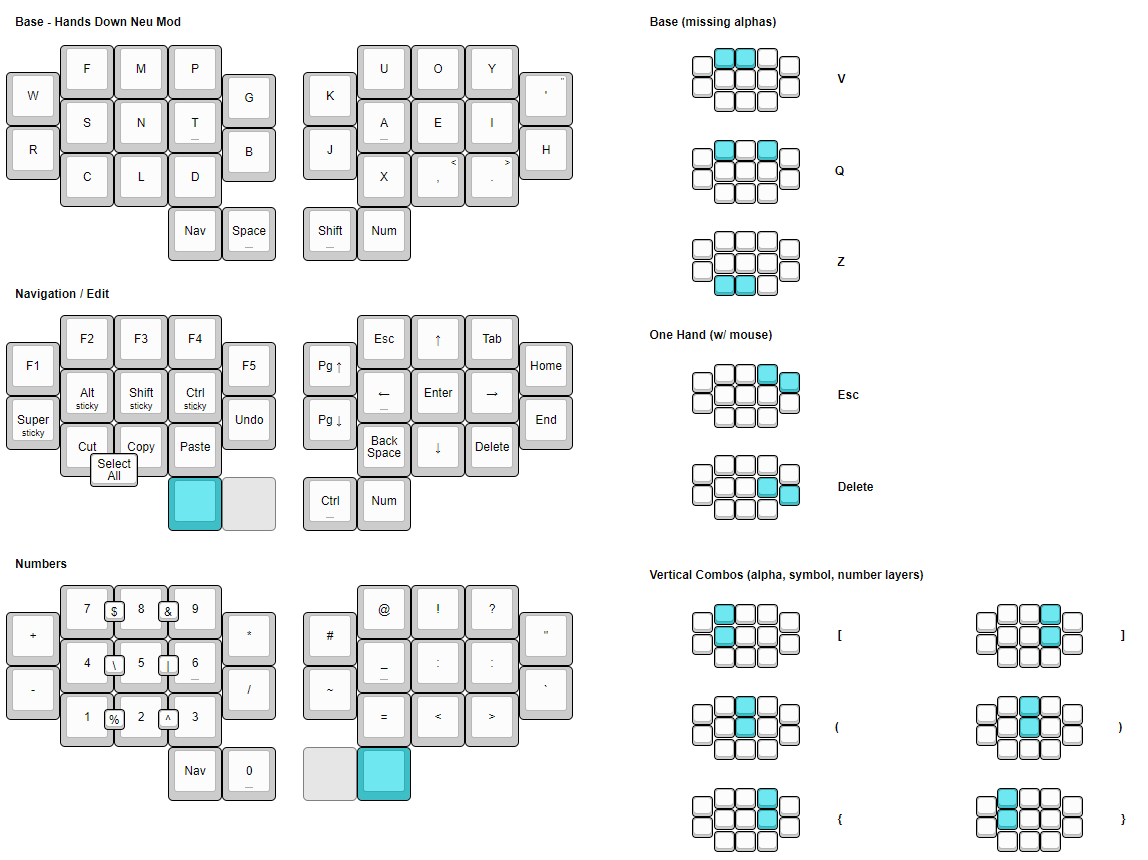 Base - Hands Down Neu Mod
F M P
W G
S N T
_
R B
C L D
Nav Space
_
U O Y
K " '
A E I
_
J H
X < , > .
Shift Num
_
Navigation / Edit
F2 F3 F4
F1 F5
Alt Shift Ctrl
sticky sticky sticky
Super Undo
sticky
Cut Copy Paste
Select
All
Esc ↑ Tab
Pg ↑ Home
← Enter →
_
Pg ↓ End
Back
Space ↓ Delete
Ctrl Num
_
Numbers
7 $ 8 & 9
+ *
4 \ 5 | 6
_
- /
1 % 2 ^ 3
Nav 0
_
@ ! ?
# "
_ : :
_
~ `
= < >
Base (missing alphas)
V
Q
Z
One Hand (w/ mouse)
Esc
Delete
Vertical Combos (alpha, symbol, number layers)
[ ]
( )
{ }